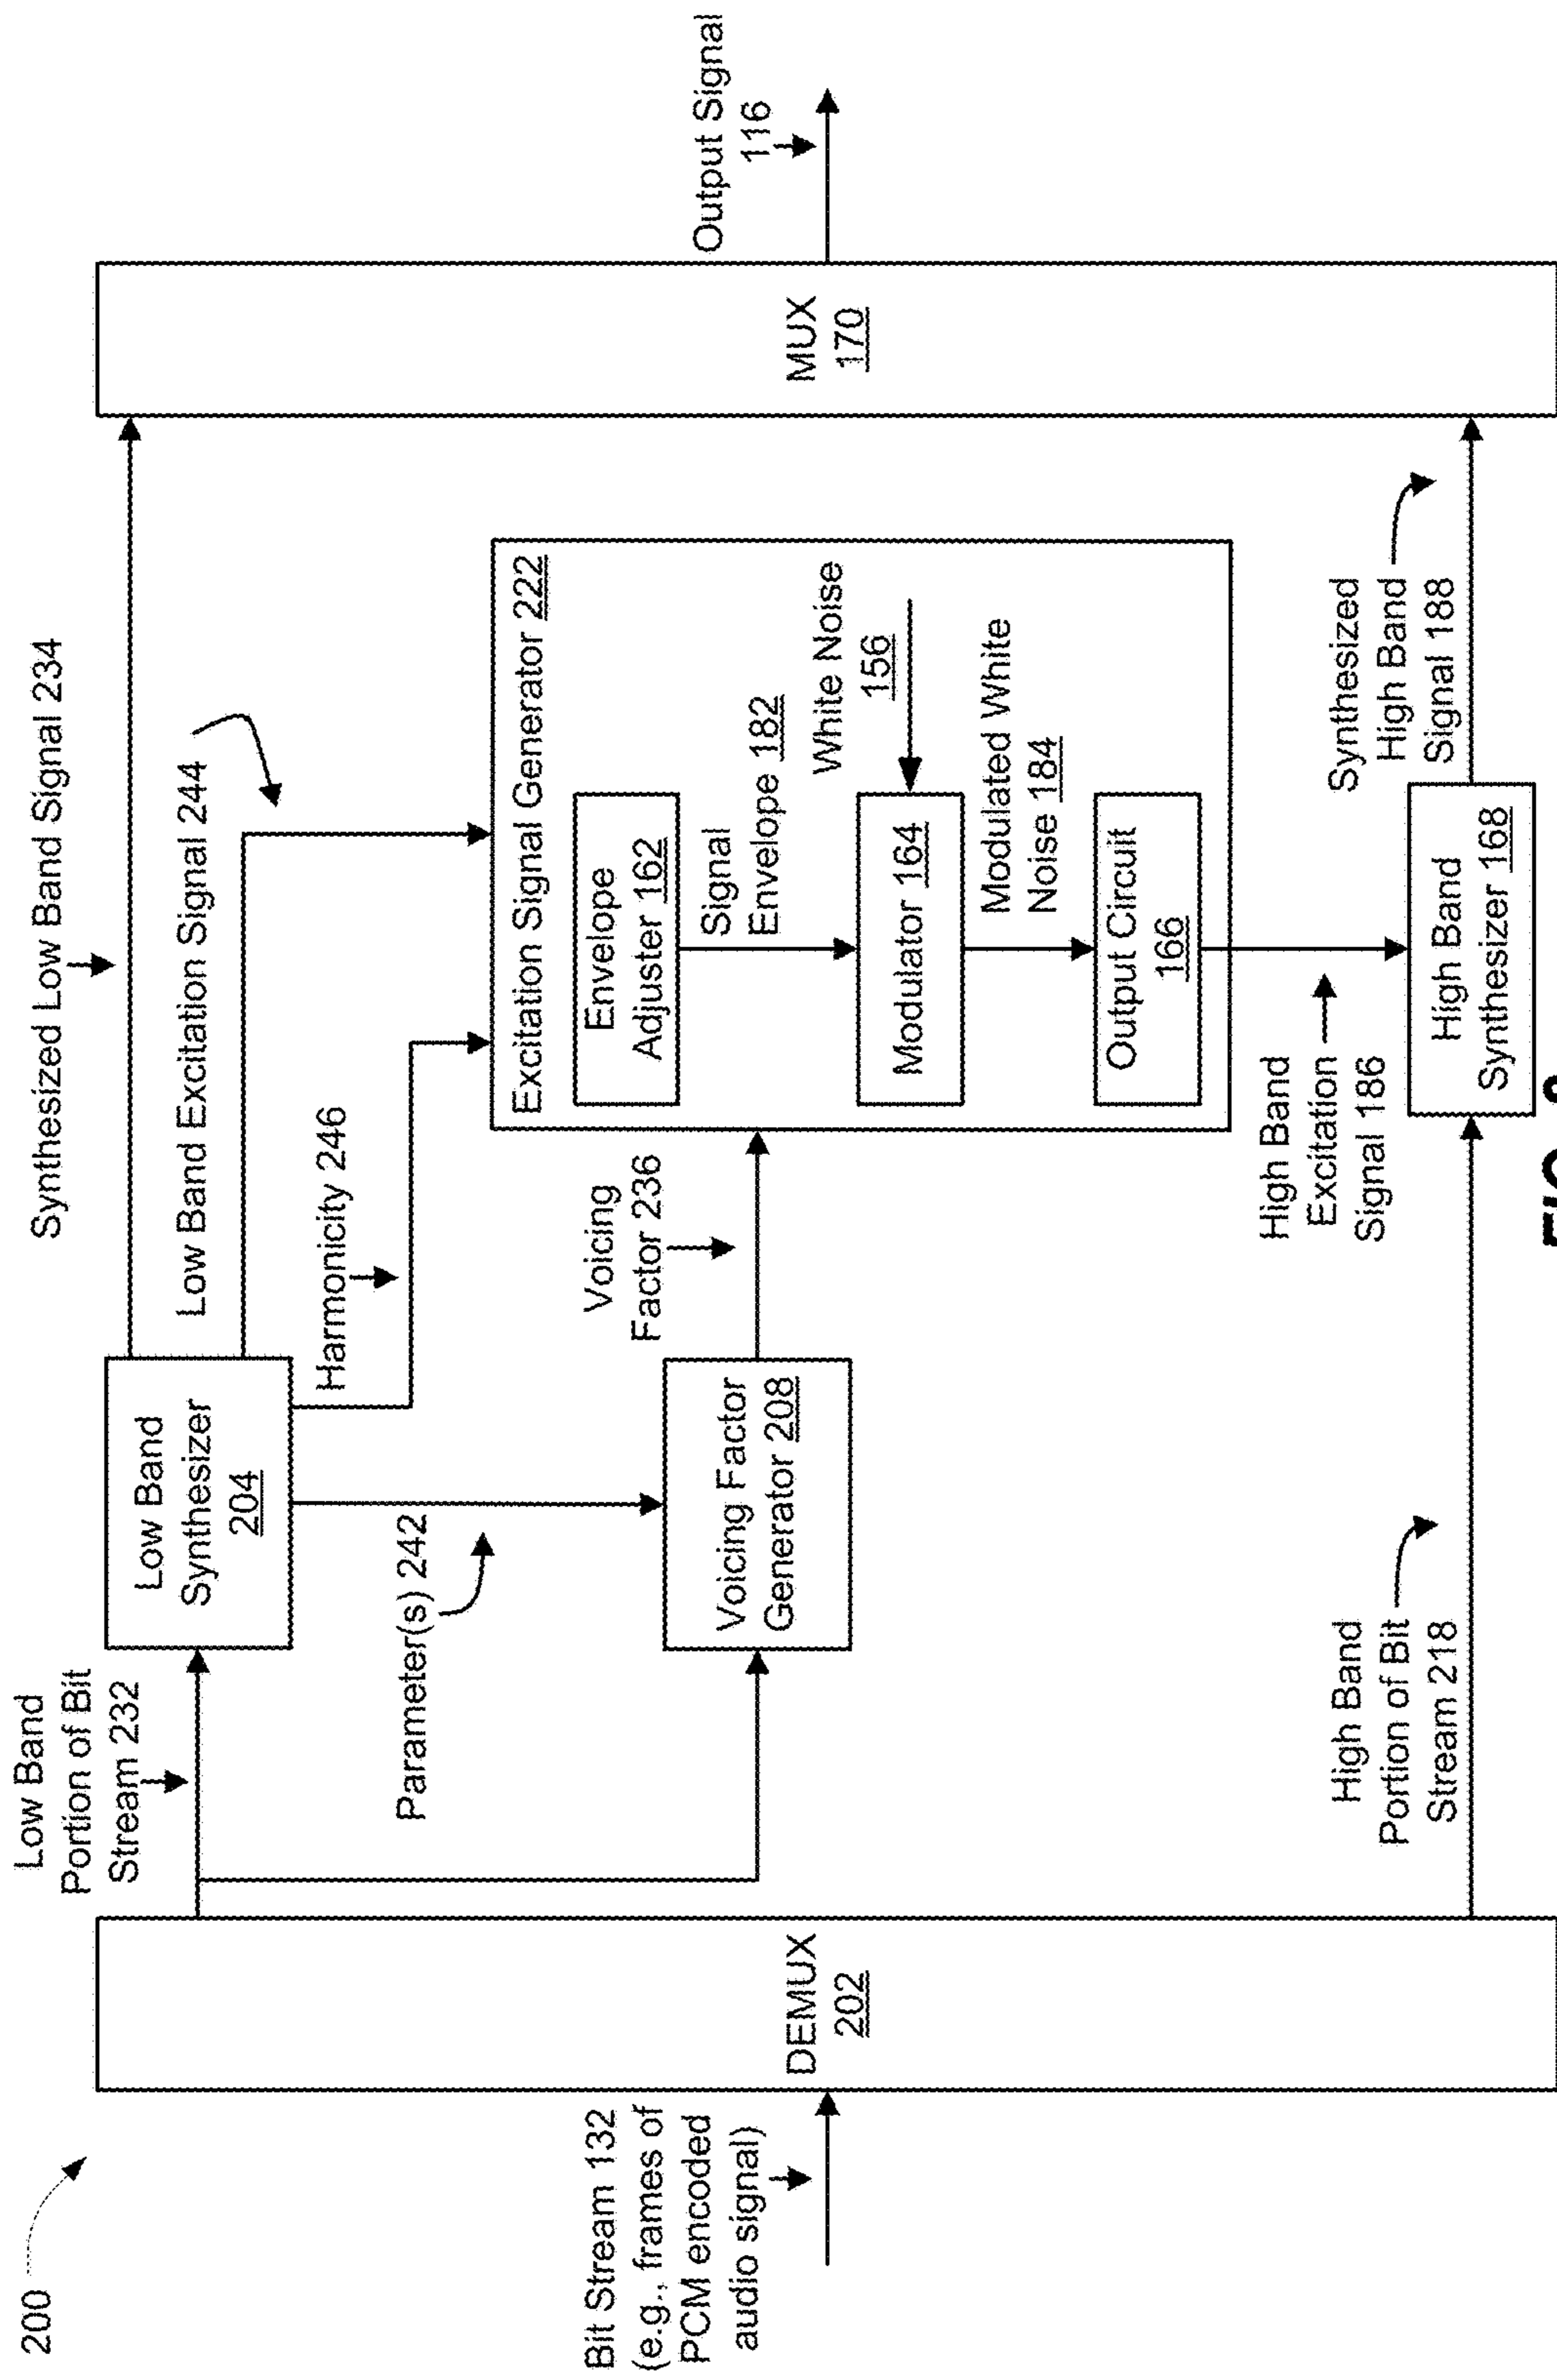 200
Bit Stream 132
(e.g., frames of
PCM encoded
audio signal)
DEMUX
202
Low Band
Portion of Bit
Stream 232
Low Band
Synthesizer
204
Synthesized Low Band Signal 234
Low Band Excitation Signal 244
Harmonicity 246
Parameter(s) 242
Voicing Factor
Generator 208
Voicing
Factor 236
Excitation Signal Generator 222
Envelope
Adjuster 162
Signal
Envelope 182
White Noise
156
Modulator 164
Modulated White
Noise 184
Output Circuit
166
High Band
Excitation
Signal 186
High Band
Portion of Bit
Stream 218
High Band
Synthesizer 168
Synthesized
High Band
Signal 188
MUX
170
Output Signal
116
FIG.